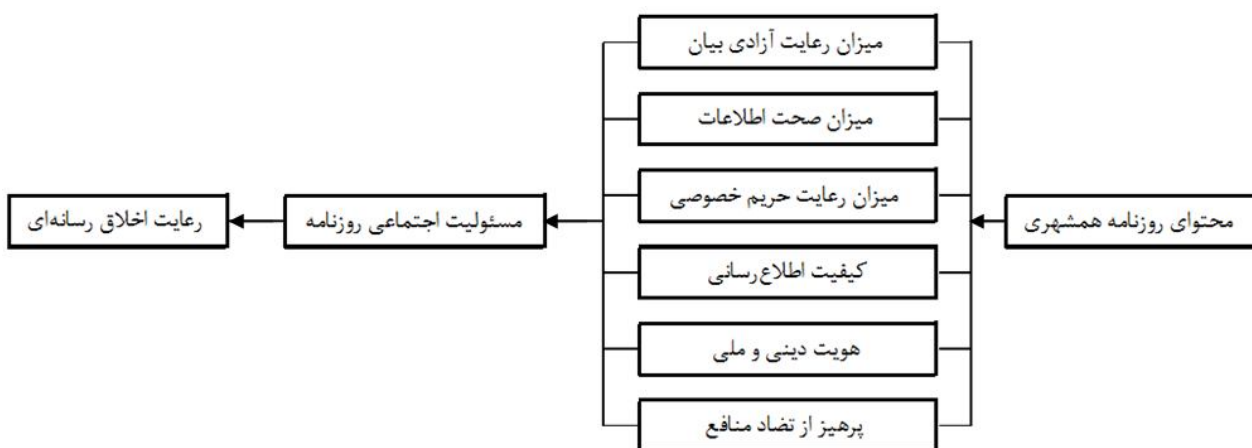 محتوای روزنامه همشهری
میزان رعایت آزادی بیان
میزان صحت اطلاعات
میزان رعایت حریم خصوصی
کیفیت اطلاع‌رسانی
هویت دینی و ملی
پرهیز از تضاد منافع
مسئولیت اجتماعی روزنامه
رعایت اخلاق رسانه‌ای